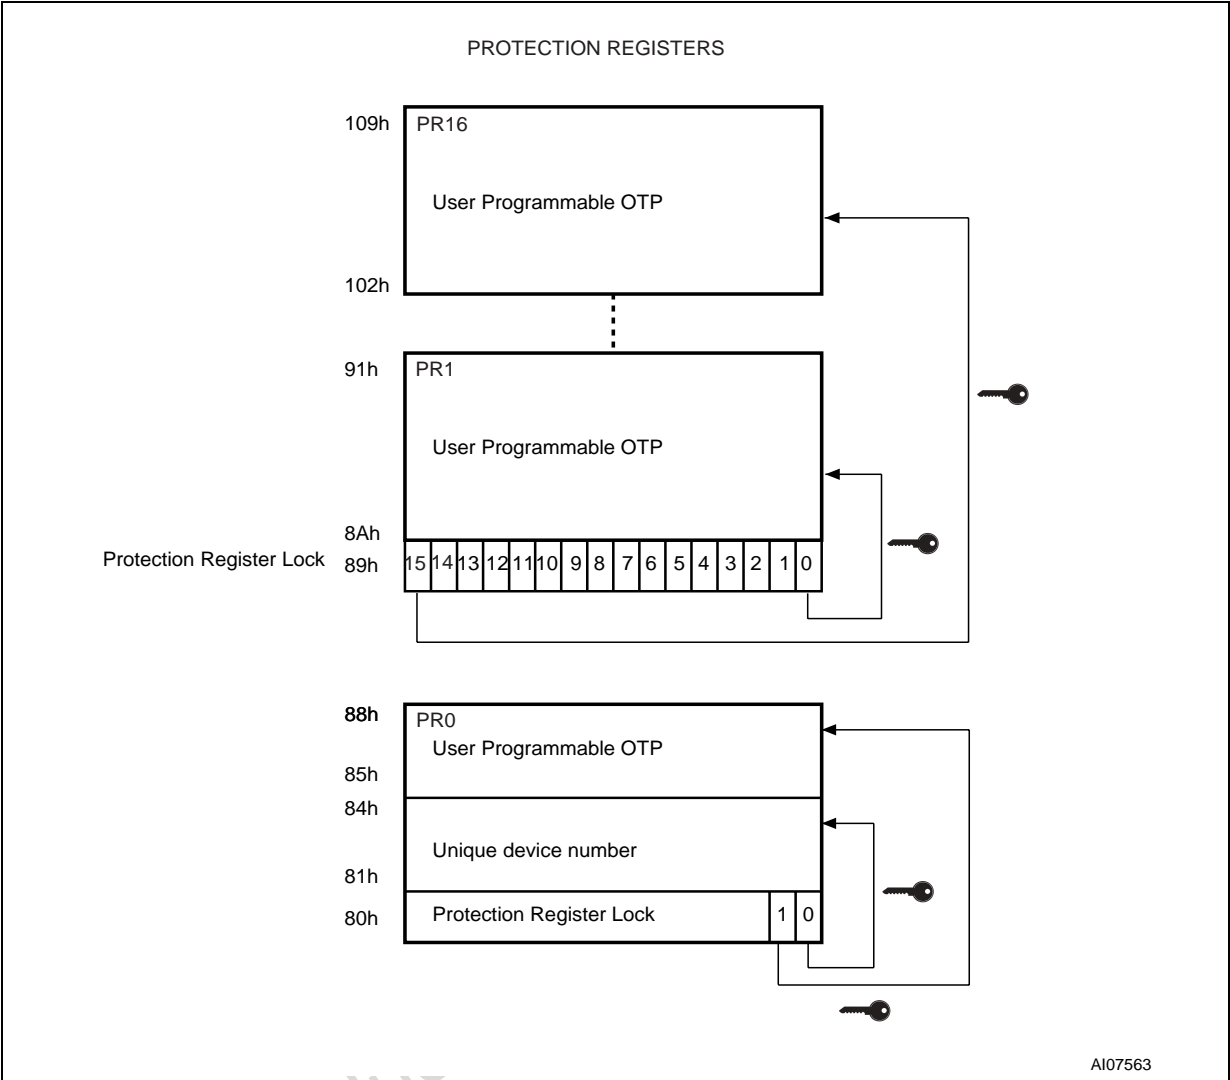 PROTECTION REGISTERS
109h PR16
User Programmable OTP
102h
91h PR1
User Programmable OTP
8Ah
Protection Register Lock 89h 15 14 13 12 11 10 9 8 7 6 5 4 3 2 1 0
88h PR0
User Programmable OTP
85h
84h
Unique device number
81h
80h Protection Register Lock 1 0
AI07563